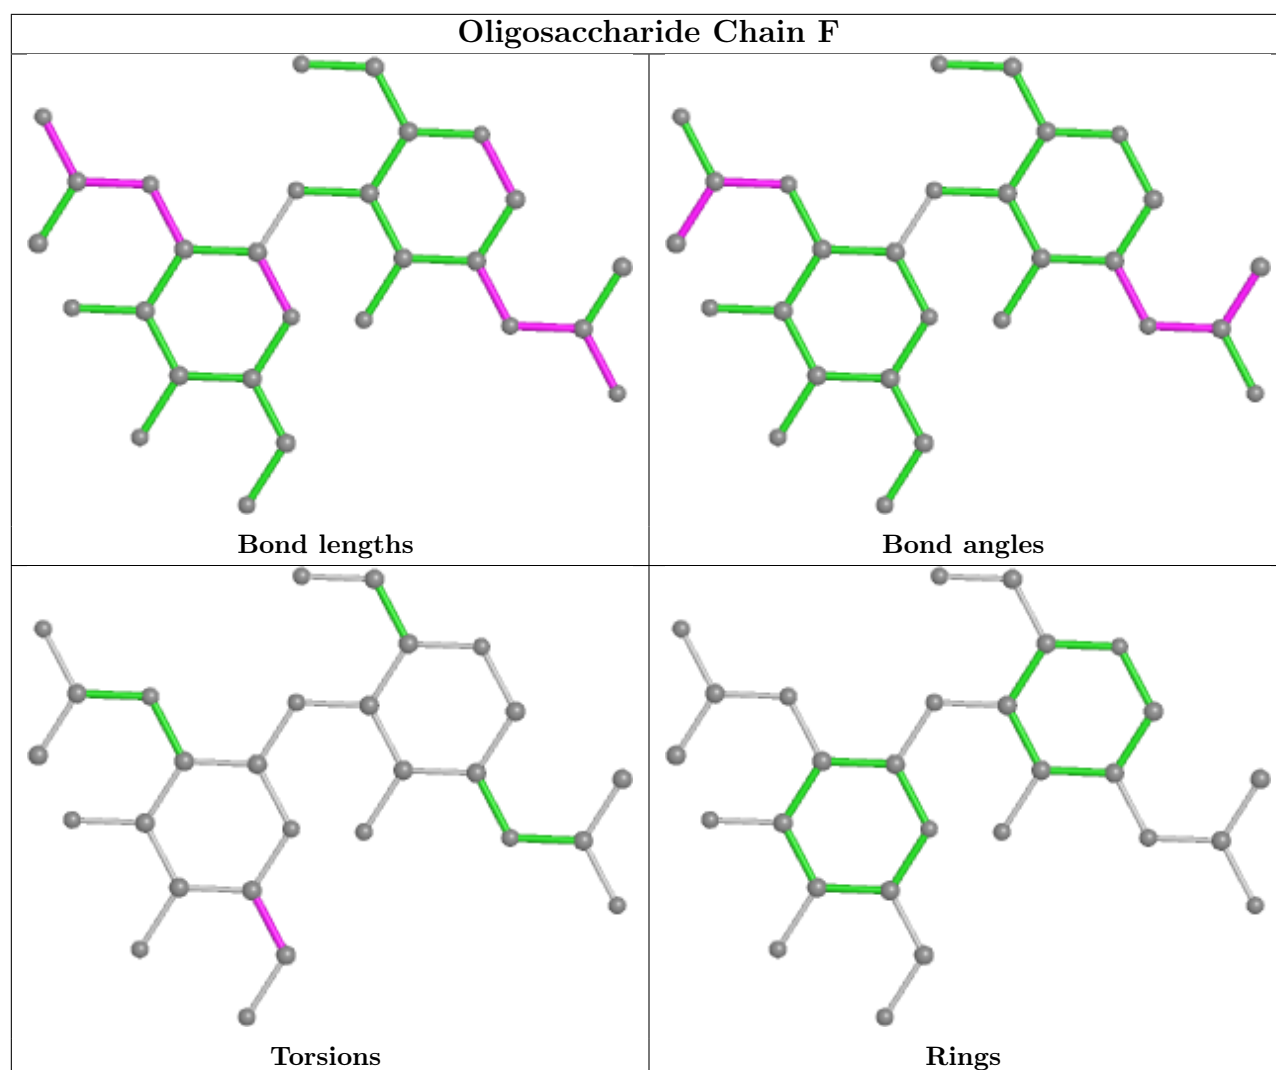 Oligosaccharide Chain F
Bond lengths
Bond angles
Torsions
Rings